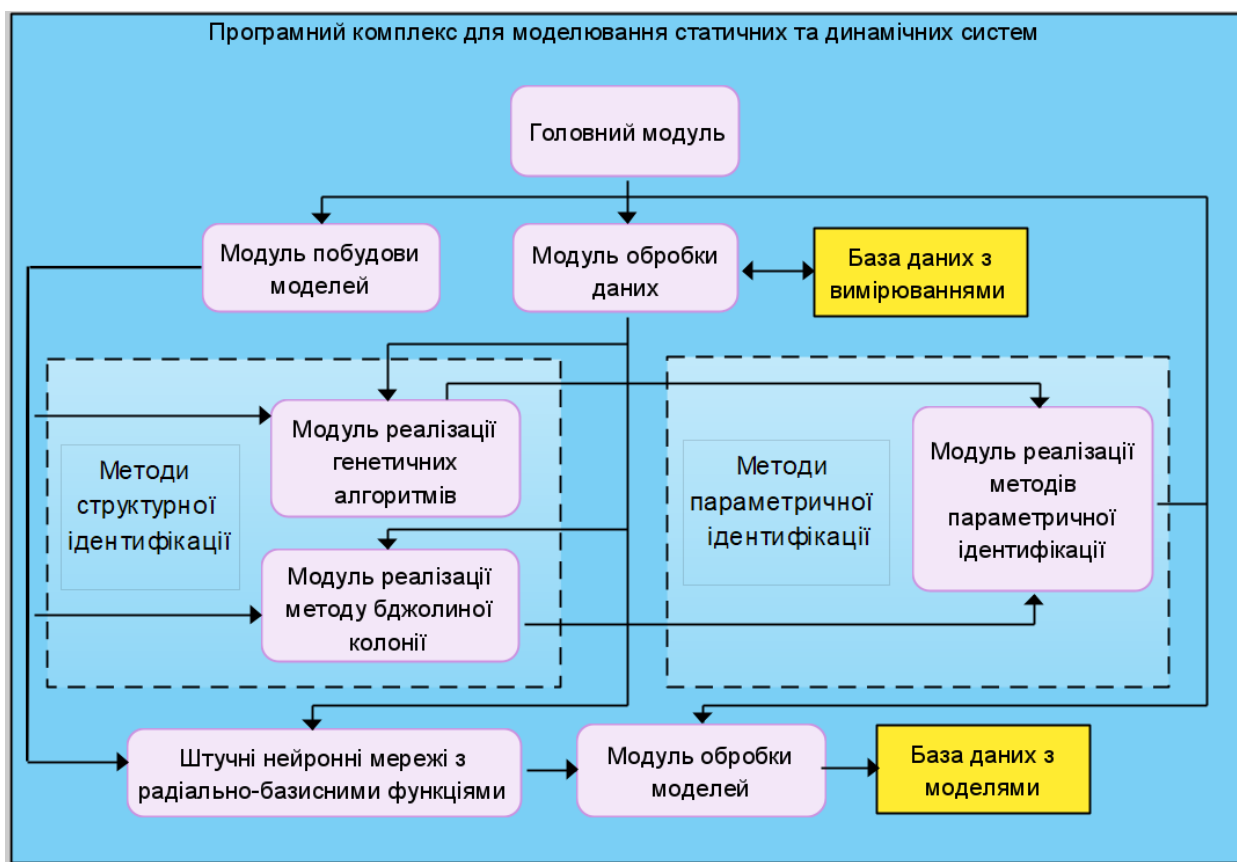 Програмний комплекс для моделювання статичних та динамічних систем
Головний модуль
Модуль побудови
моделей
Модуль обробки
даних
База даних з
вимірюваннями
Методи
структурної
ідентифікації
Модуль реалізації
генетичних
алгоритмів
Модуль реалізації
методу бджолиної
колонії
Методи
параметричної
ідентифікації
Модуль реалізації
методів
параметричної
ідентифікації
Штучні нейронні мережі з
радіально-базисними функціями
Модуль обробки
моделей
База даних з
моделями